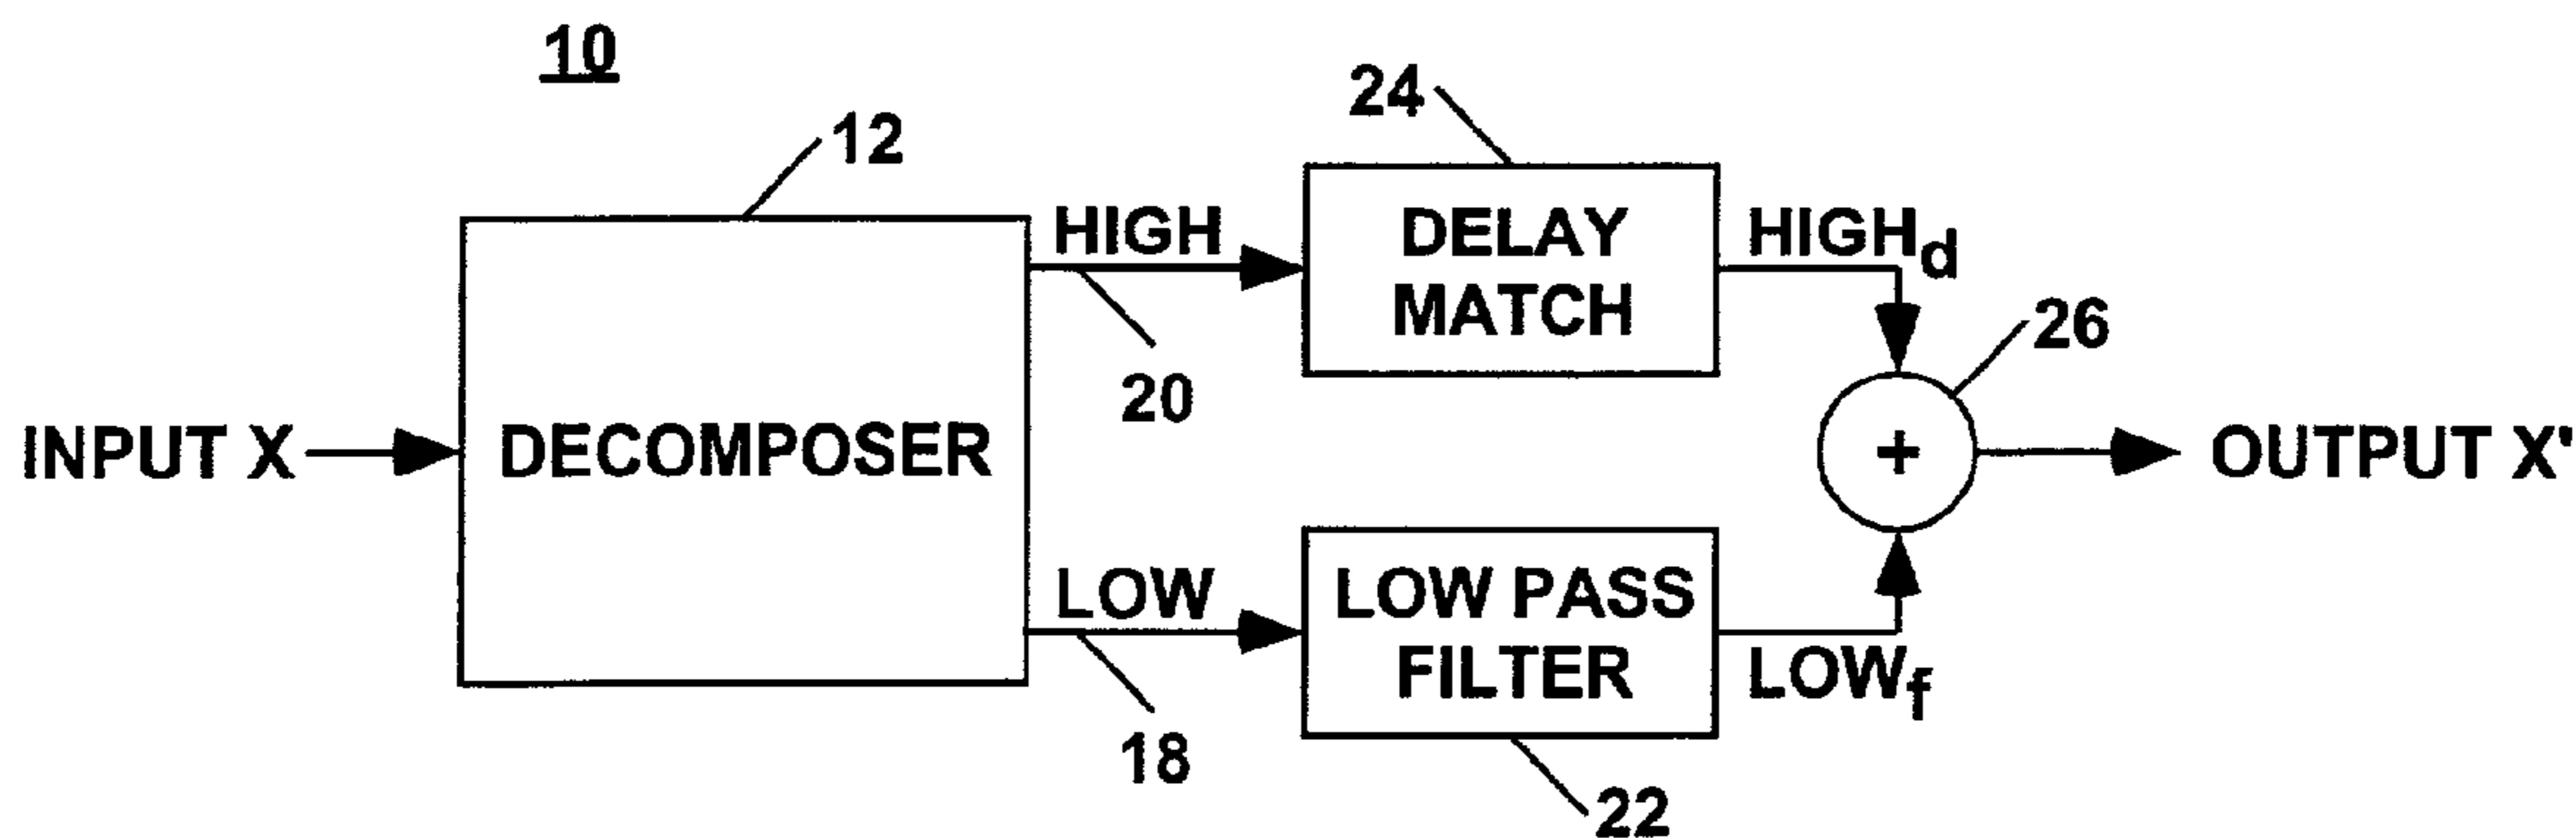 10
12
24
HIGH
DELAY
MATCH
HIGHd
26
20
INPUT X
DECOMPOSER
+
OUTPUT X'
LOW
LOW PASS
FILTER
LOWf
18
22